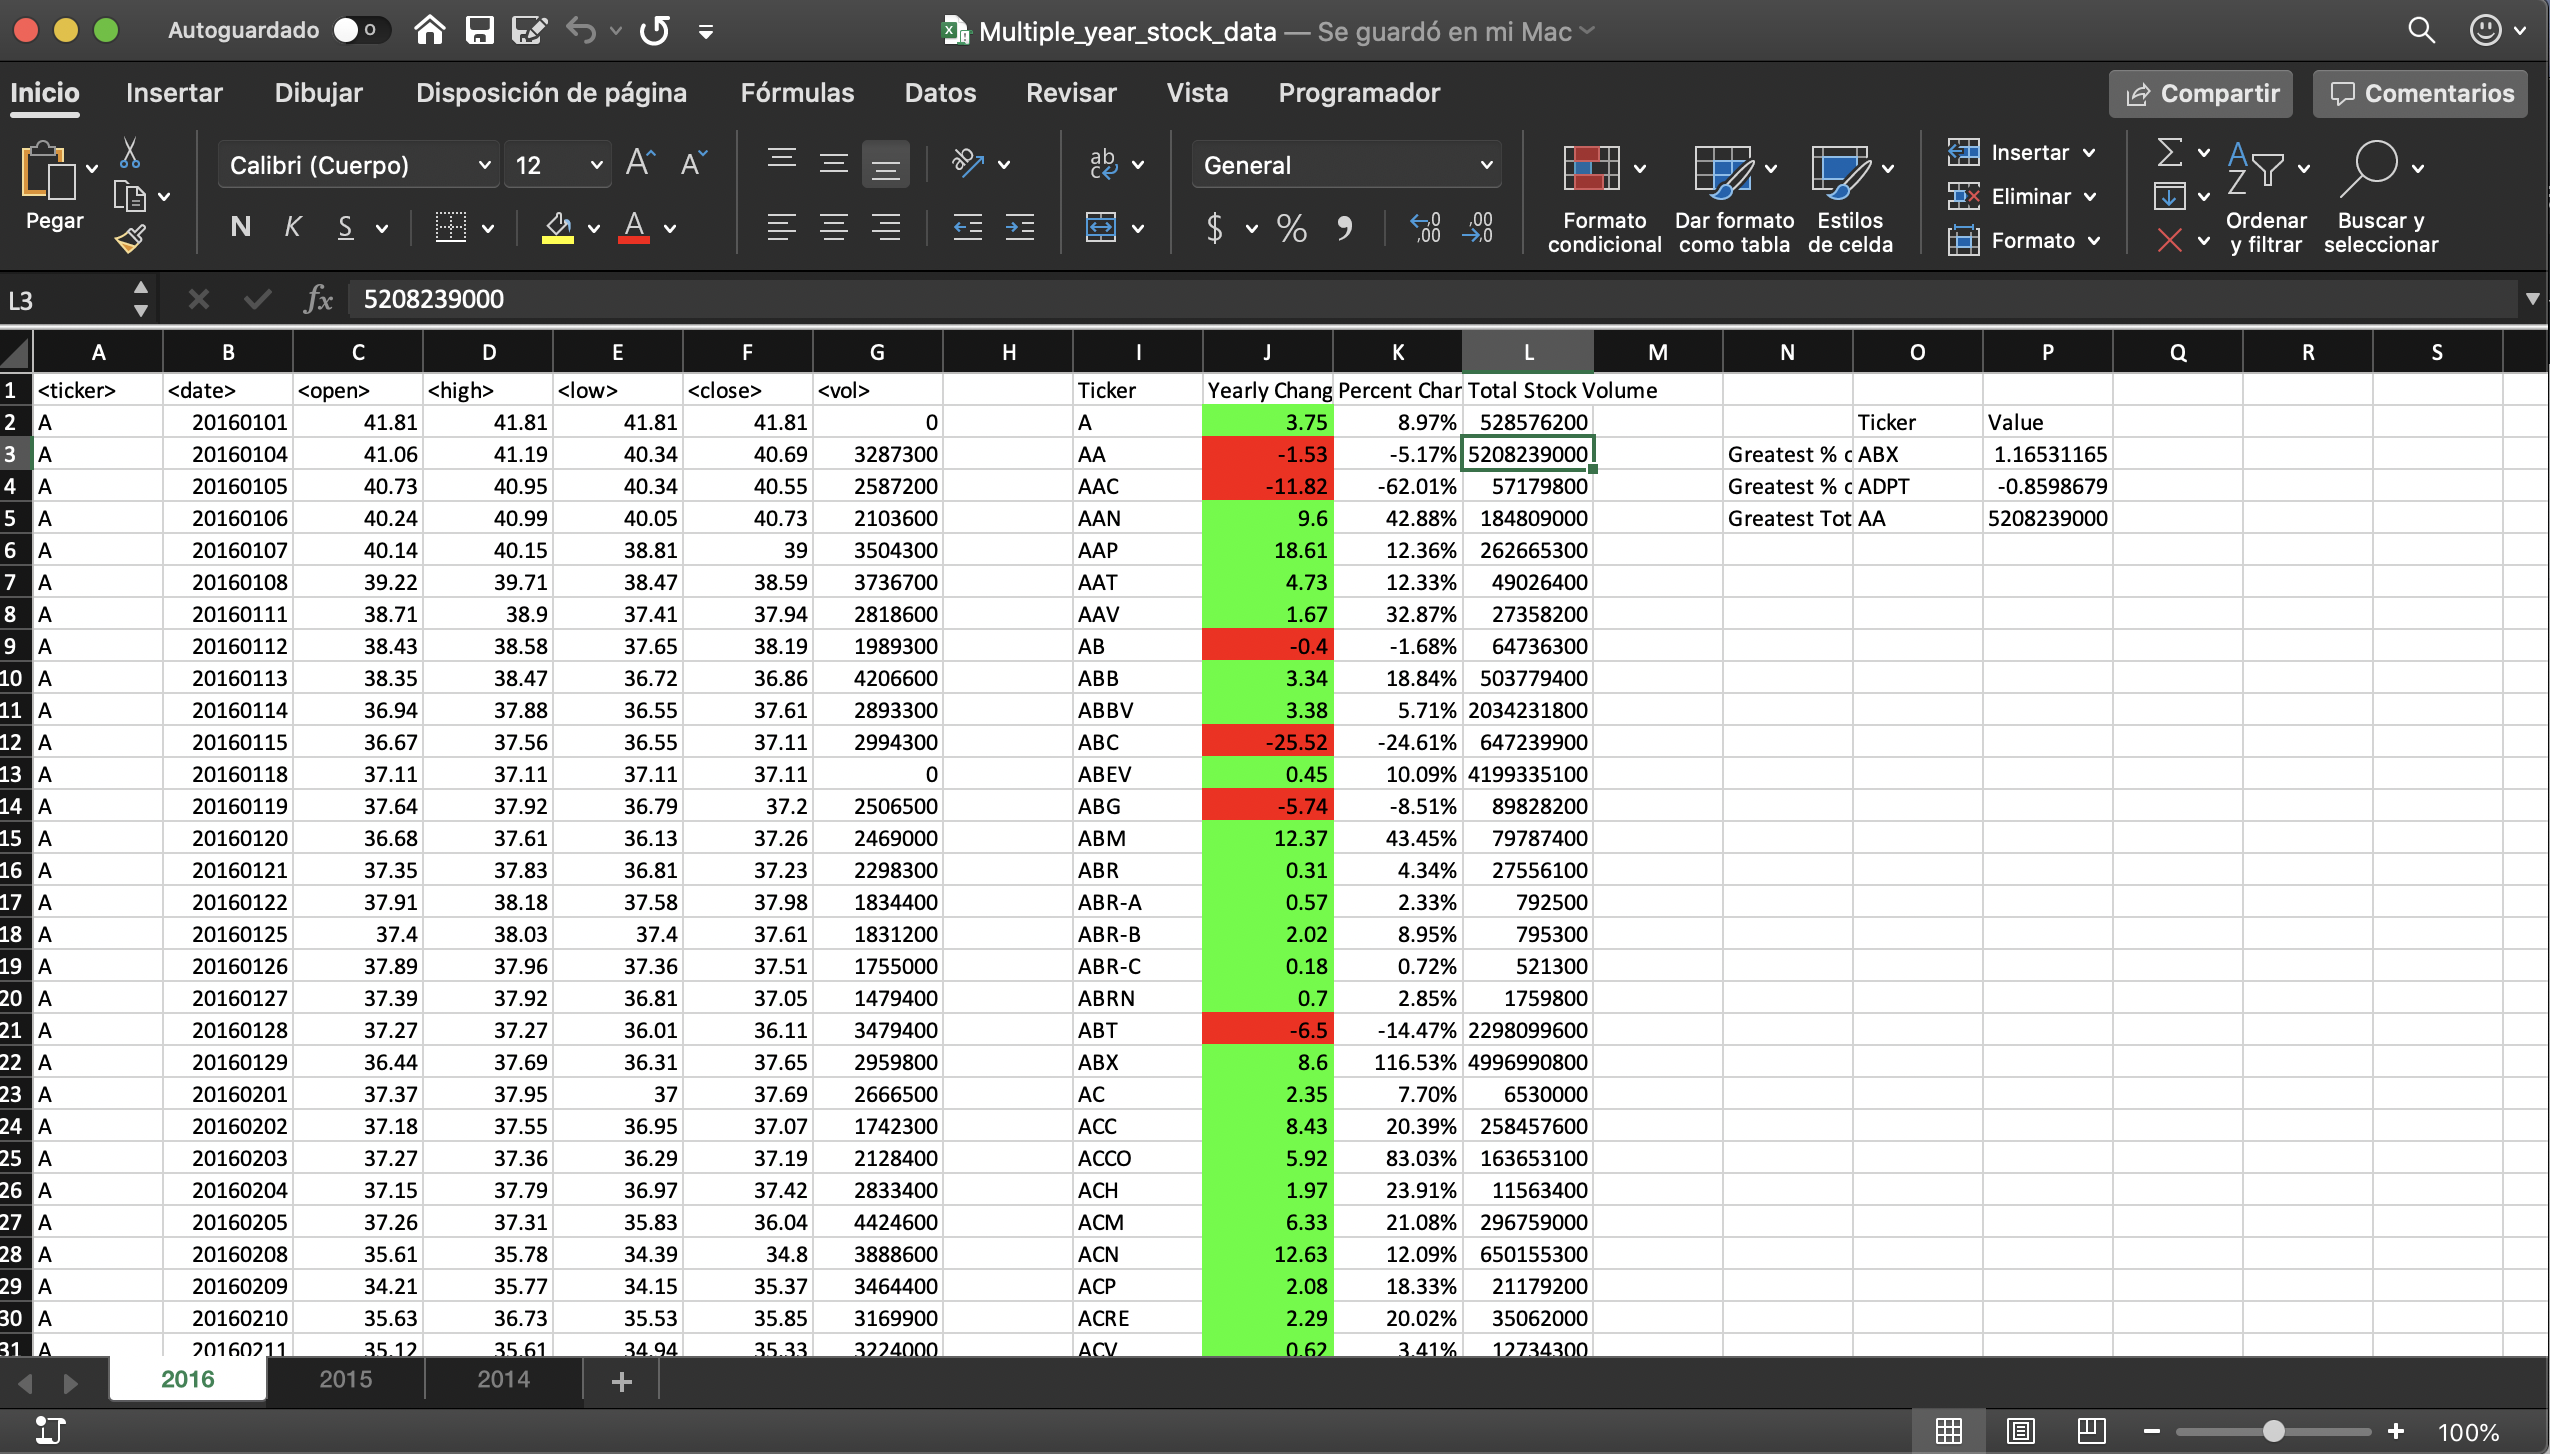 Autoguardado
Multiple_year_stock_data — Se guardó en mi Mac
Inicio Insertar Dibujar Disposición de página Fórmulas Datos Revisar Vista Programador Compartir Comentarios
Pegar
Calibri (Cuerpo) 12
N K S
General
$ % 
Formato condicional
Dar formato como tabla
Estilos de celda
Insertar
Eliminar
Formato
Ordenar y filtrar
Buscar y seleccionar
L3 fx 5208239000
A B C D E F G H I J K L M N O P Q R S
1 <ticker> <date> <open> <high> <low> <close> <vol> Ticker Yearly Chang Percent Char Total Stock Volume
2 A 20160101 41.81 41.81 41.81 41.81 0 A 3.75 8.97% 528576200 Ticker Value
3 A 20160104 41.06 41.19 40.34 40.69 3287300 AA -1.53 -5.17% 5208239000 Greatest % ABX 1.16531165
4 A 20160105 40.73 40.95 40.34 40.55 2587200 AAC -11.82 -62.01% 57179800 Greatest % ADPT -0.8598679
5 A 20160106 40.24 40.99 40.05 40.73 2103600 AAN 9.6 42.88% 184809000 Greatest Tot AA 5208239000
6 A 20160107 40.14 40.15 38.81 39 3504300 AAP 18.61 12.36% 262665300
7 A 20160108 39.22 39.71 38.47 38.59 3736700 AAT 4.73 12.33% 49026400
8 A 20160111 38.71 38.9 37.41 37.94 2818600 AAV 1.67 32.87% 27358200
9 A 20160112 38.43 38.58 37.65 38.19 1989300 AB -0.4 -1.68% 64736300
10 A 20160113 38.35 38.47 36.72 36.86 4206600 ABB 3.34 18.84% 503779400
11 A 20160114 36.94 37.88 36.55 37.61 2893300 ABBV 3.38 5.71% 2034231800
12 A 20160115 36.67 37.56 36.55 37.11 2994300 ABC -25.52 -24.61% 647239900
13 A 20160118 37.11 37.11 37.11 37.11 0 ABEV 0.45 10.09% 4199335100
14 A 20160119 37.64 37.92 36.79 37.2 2506500 ABG -5.74 -8.51% 89828200
15 A 20160120 36.68 37.61 36.13 37.26 2469000 ABM 12.37 43.45% 79787400
16 A 20160121 37.35 37.83 36.81 37.23 2298300 ABR 0.31 4.34% 27556100
17 A 20160122 37.91 38.18 37.58 37.98 1834400 ABR-A 0.57 2.33% 792500
18 A 20160125 37.4 38.03 37.4 37.61 1831200 ABR-B 2.02 8.95% 795300
19 A 20160126 37.89 37.96 37.36 37.51 1755000 ABR-C 0.18 0.72% 521300
20 A 20160127 37.39 37.92 36.81 37.05 1479400 ABRN 0.7 2.85% 1759800
21 A 20160128 37.27 37.27 36.01 36.11 3479400 ABT -6.5 -14.47% 2298099600
22 A 20160129 36.44 37.69 36.31 37.65 2959800 ABX 8.6 116.53% 4996990800
23 A 20160201 37.37 37.95 37 37.69 2666500 AC 2.35 7.70% 6530000
24 A 20160202 37.18 37.55 36.95 37.07 1742300 ACC 8.43 20.39% 258457600
25 A 20160203 37.27 37.36 36.29 37.19 2128400 ACCO 5.92 83.03% 163653100
26 A 20160204 37.15 37.79 36.97 37.42 2833400 ACH 1.97 23.91% 11563400
27 A 20160205 37.26 37.31 35.83 36.04 4424600 ACM 6.33 21.08% 296759000
28 A 20160208 35.61 35.78 34.39 34.8 3888600 ACN 12.63 12.09% 650155300
29 A 20160209 34.21 35.77 34.15 35.37 3464400 ACP 2.08 18.33% 21179200
30 A 20160210 35.63 36.73 35.53 35.85 3169900 ACRE 2.29 20.02% 35062000
31 A 20160211 35.12 35.61 34.94 35.33 3224000 ACV 0.62 3.41% 12734300
2016 2015 2014 +
100%